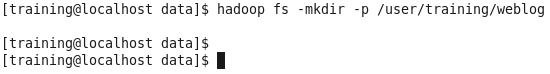 [training@localhost data]$ hadoop fs -mkdir -p /user/training/weblog
[training@localhost data]$
[training@localhost data]$